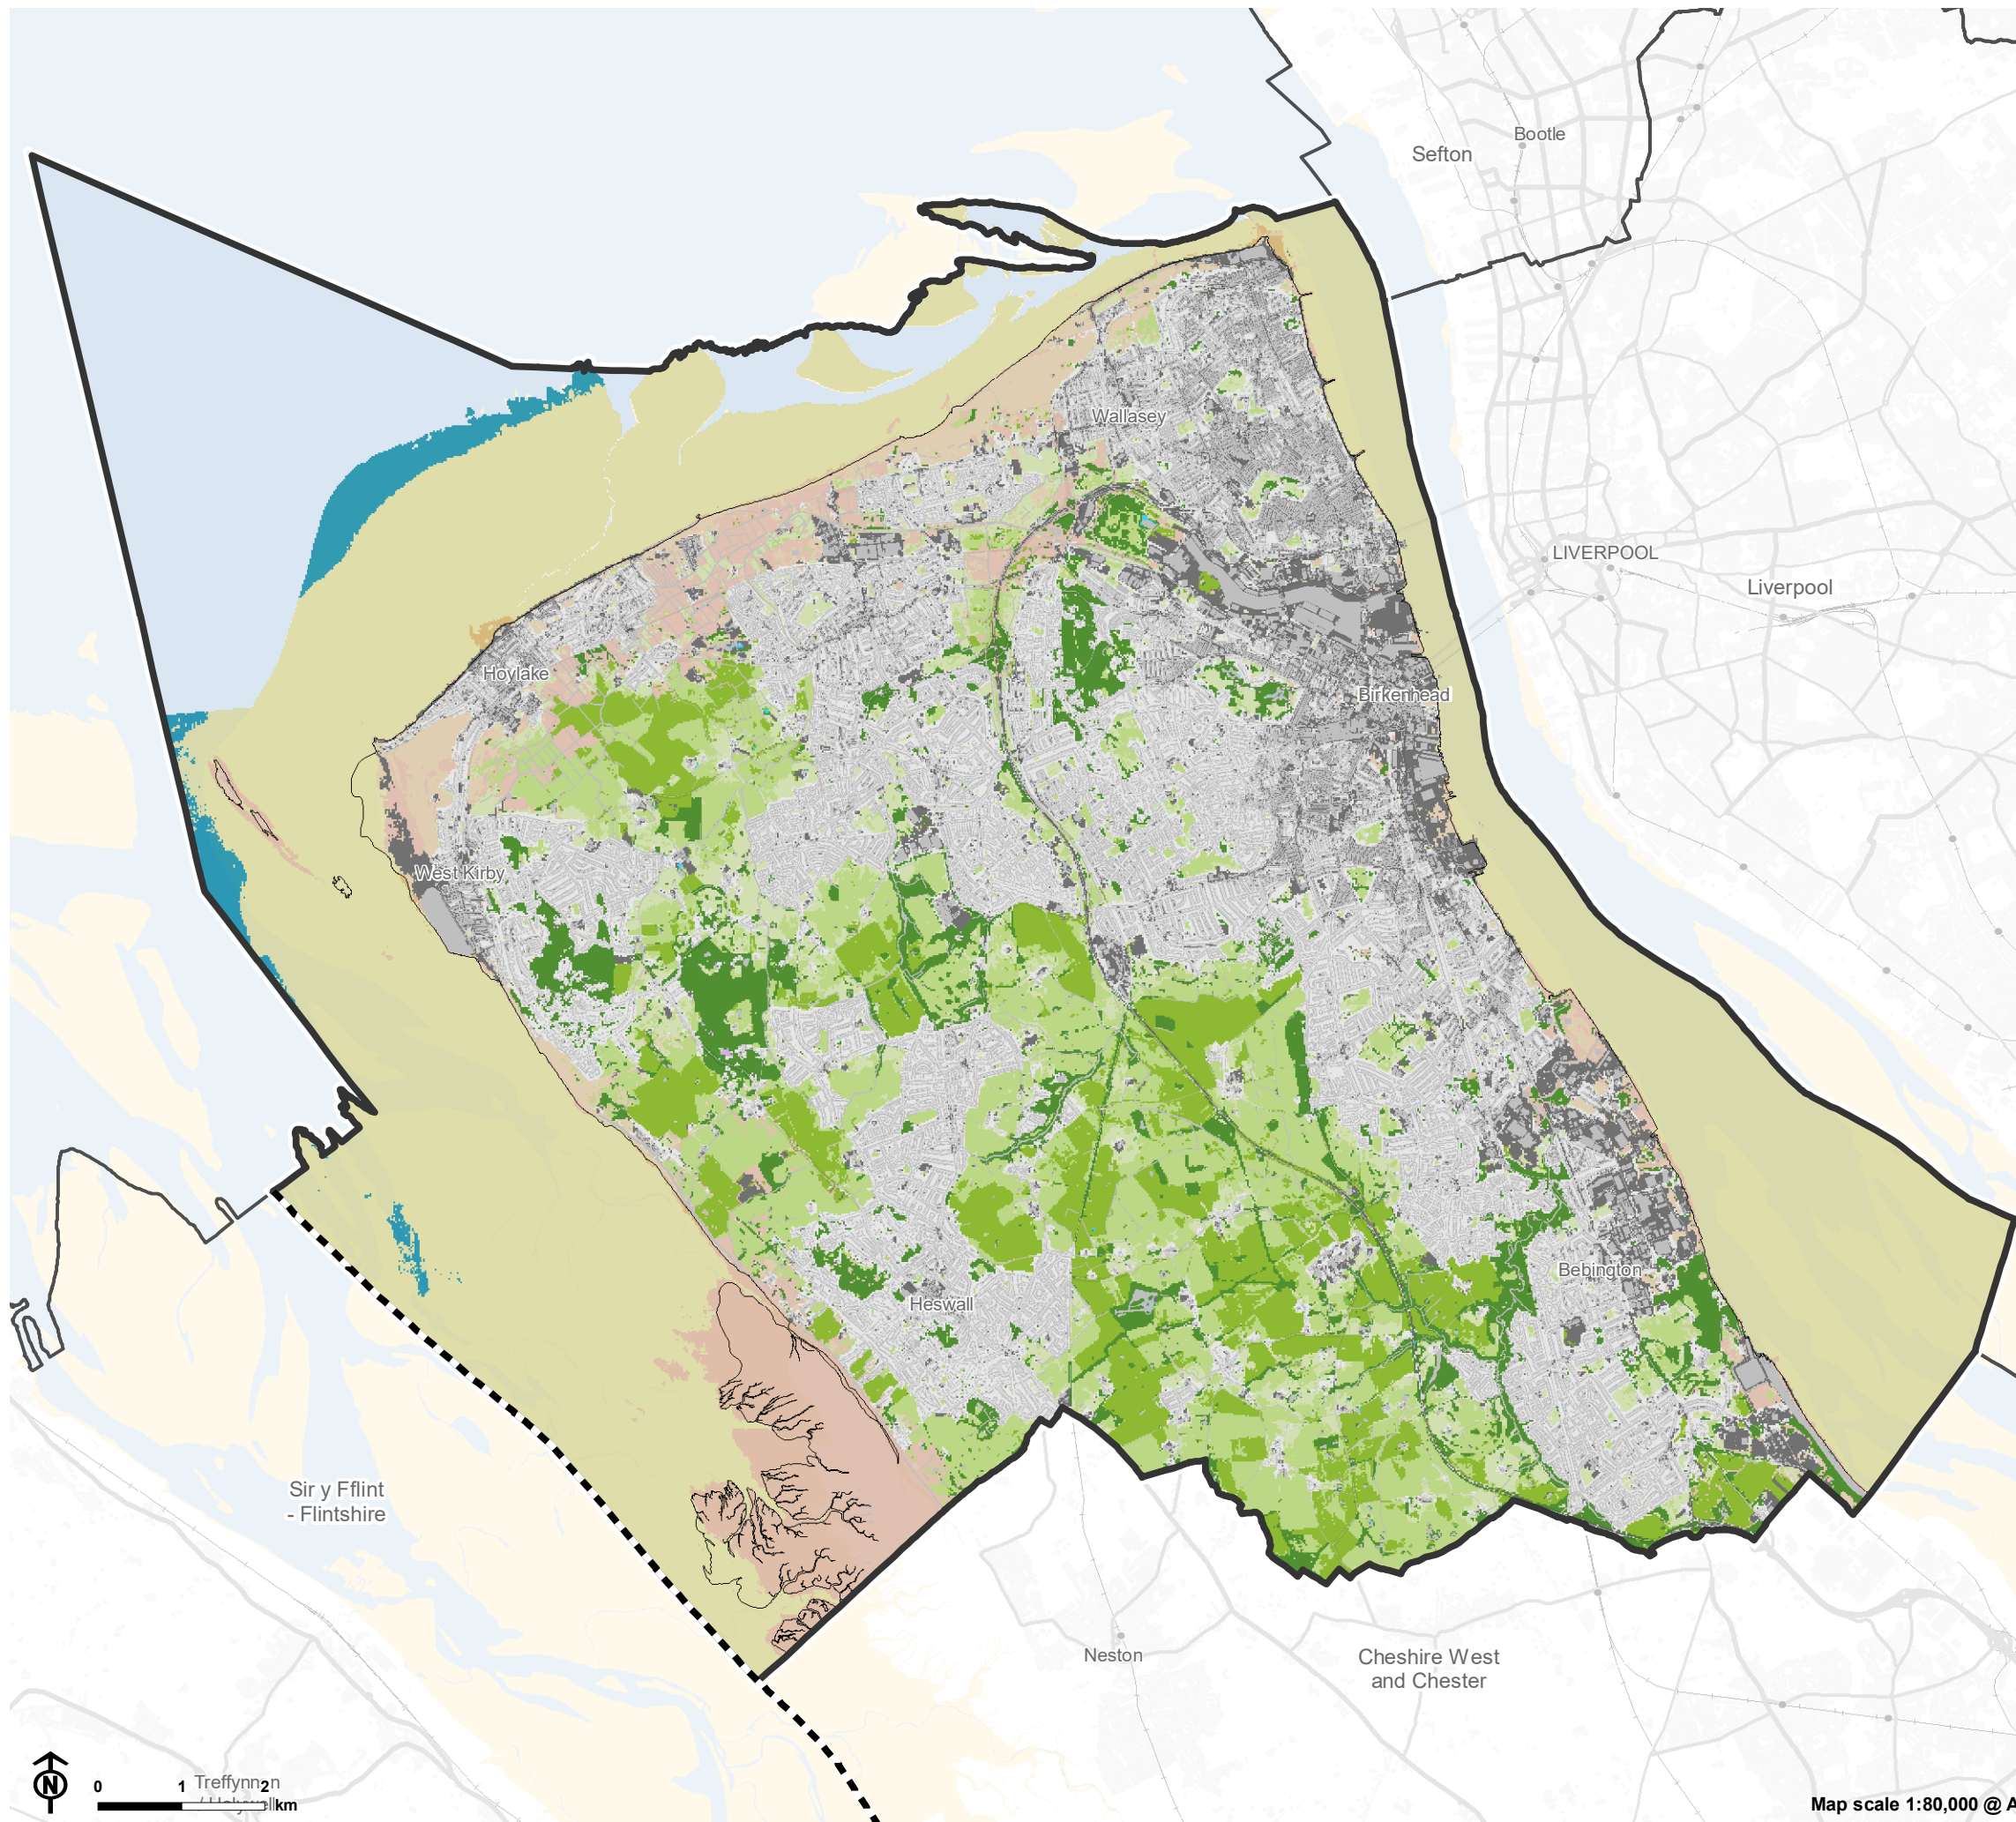 Bootle
Sefton
Wallasey
LIVERPOOL
Liverpool
Hoylake
Birkenhead
West Kirby
Bebington
Heswall
Sir y Fflint
- Flintshire
Neston
Cheshire West
and Chester
N
0 1 2
km
Map scale 1:80,000 @ A